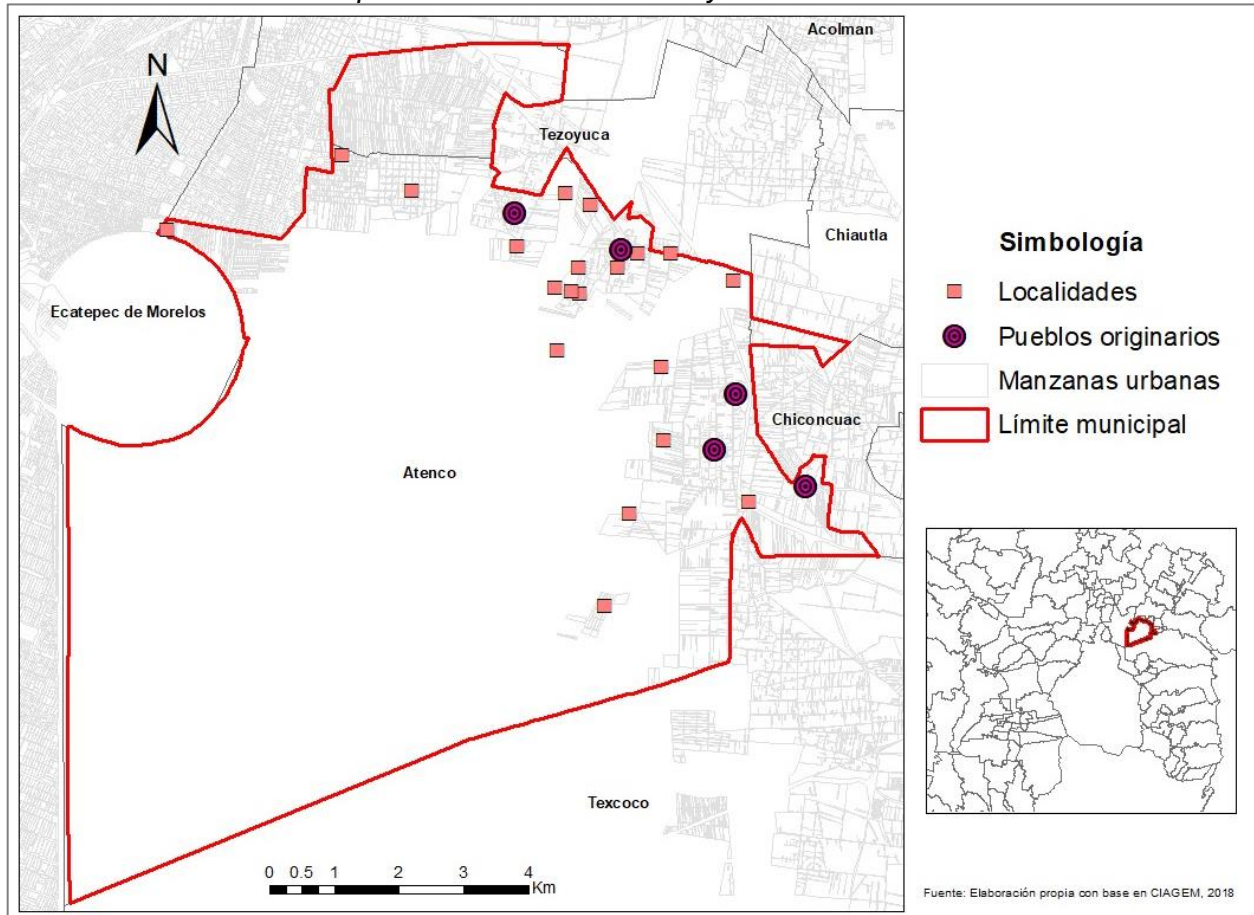 Acolman
N
Tezoyuca
Chiautla
Ecatepec de Morelos
Chiconcuac
Atenco
Texcoco
0 0.5 1 2 3 4
Km
Simbología
Localidades
Pueblos originarios
Manzanas urbanas
Límite municipal
Fuente: Elaboración propia con base en CIAGEM, 2018